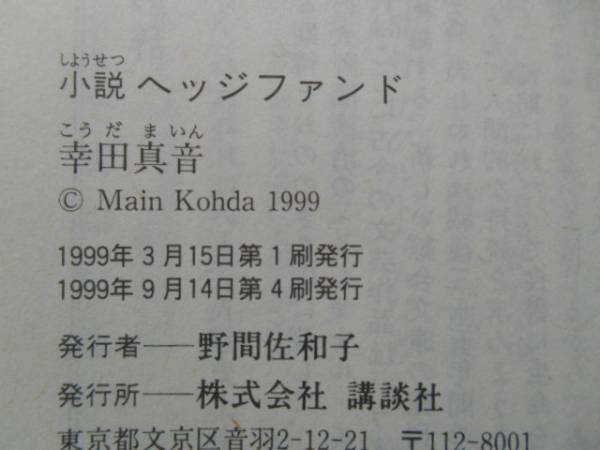 しようせつ
小説 ヘッジファンド
こうだ まいん
幸田真音
© Main Kohda 1999
1999年3月15日第1刷発行
1999年9月14日第4刷発行
発行者――野間佐和子
発行所――株式会社 講談社
東京都文京区音羽2-12-21 〒112-8001